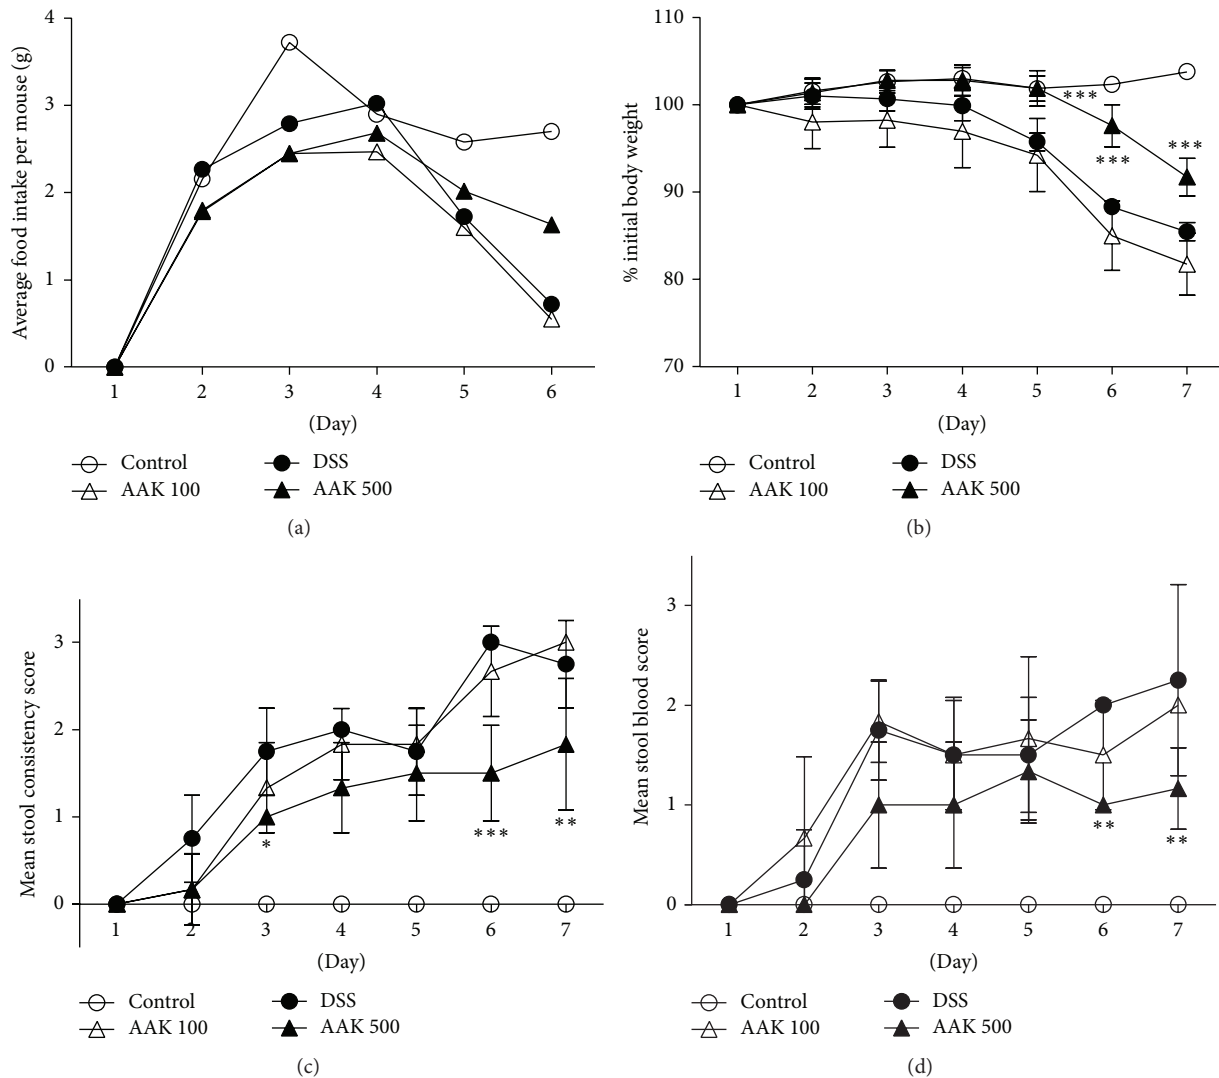 Average food intake per mouse (g)
4
3
2
1
0
1 2 3 4 5 6
(Day)
Control
DSS
AAK 100
AAK 500
(a)
% initial body weight
110
100
90
80
70
***
***
***
1 2 3 4 5 6 7
(Day)
Control
DSS
AAK 100
AAK 500
(b)
Mean stool consistency score
3
2
1
0
*
***
**
1 2 3 4 5 6 7
(Day)
Control
DSS
AAK 100
AAK 500
(c)
Mean stool blood score
3
2
1
0
**
**
1 2 3 4 5 6 7
(Day)
Control
DSS
AAK 100
AAK 500
(d)